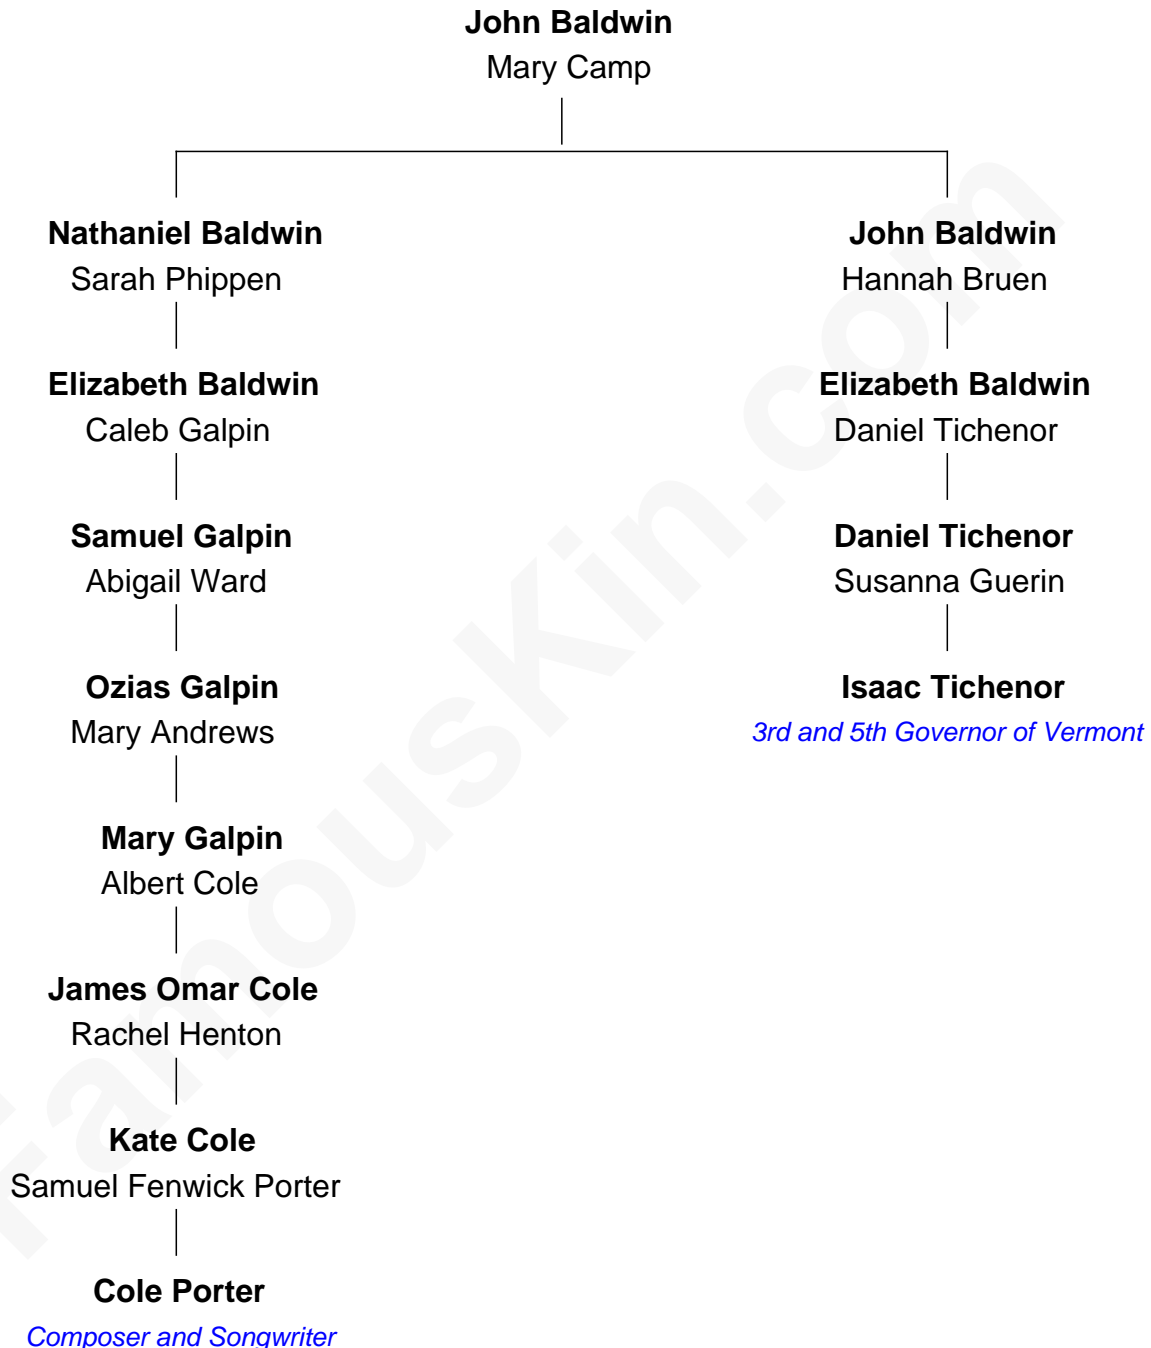 John Baldwin
Mary Camp
Nathaniel Baldwin
Sarah Phippen
Elizabeth Baldwin
Caleb Galpin
Samuel Galpin
Abigail Ward
Ozias Galpin
Mary Andrews
Mary Galpin
Albert Cole
James Omar Cole
Rachel Henton
Kate Cole
Samuel Fenwick Porter
Cole Porter
Composer and Songwriter
John Baldwin
Hannah Bruen
Elizabeth Baldwin
Daniel Tichenor
Daniel Tichenor
Susanna Guerin
Isaac Tichenor
3rd and 5th Governor of Vermont
FamousKin.com